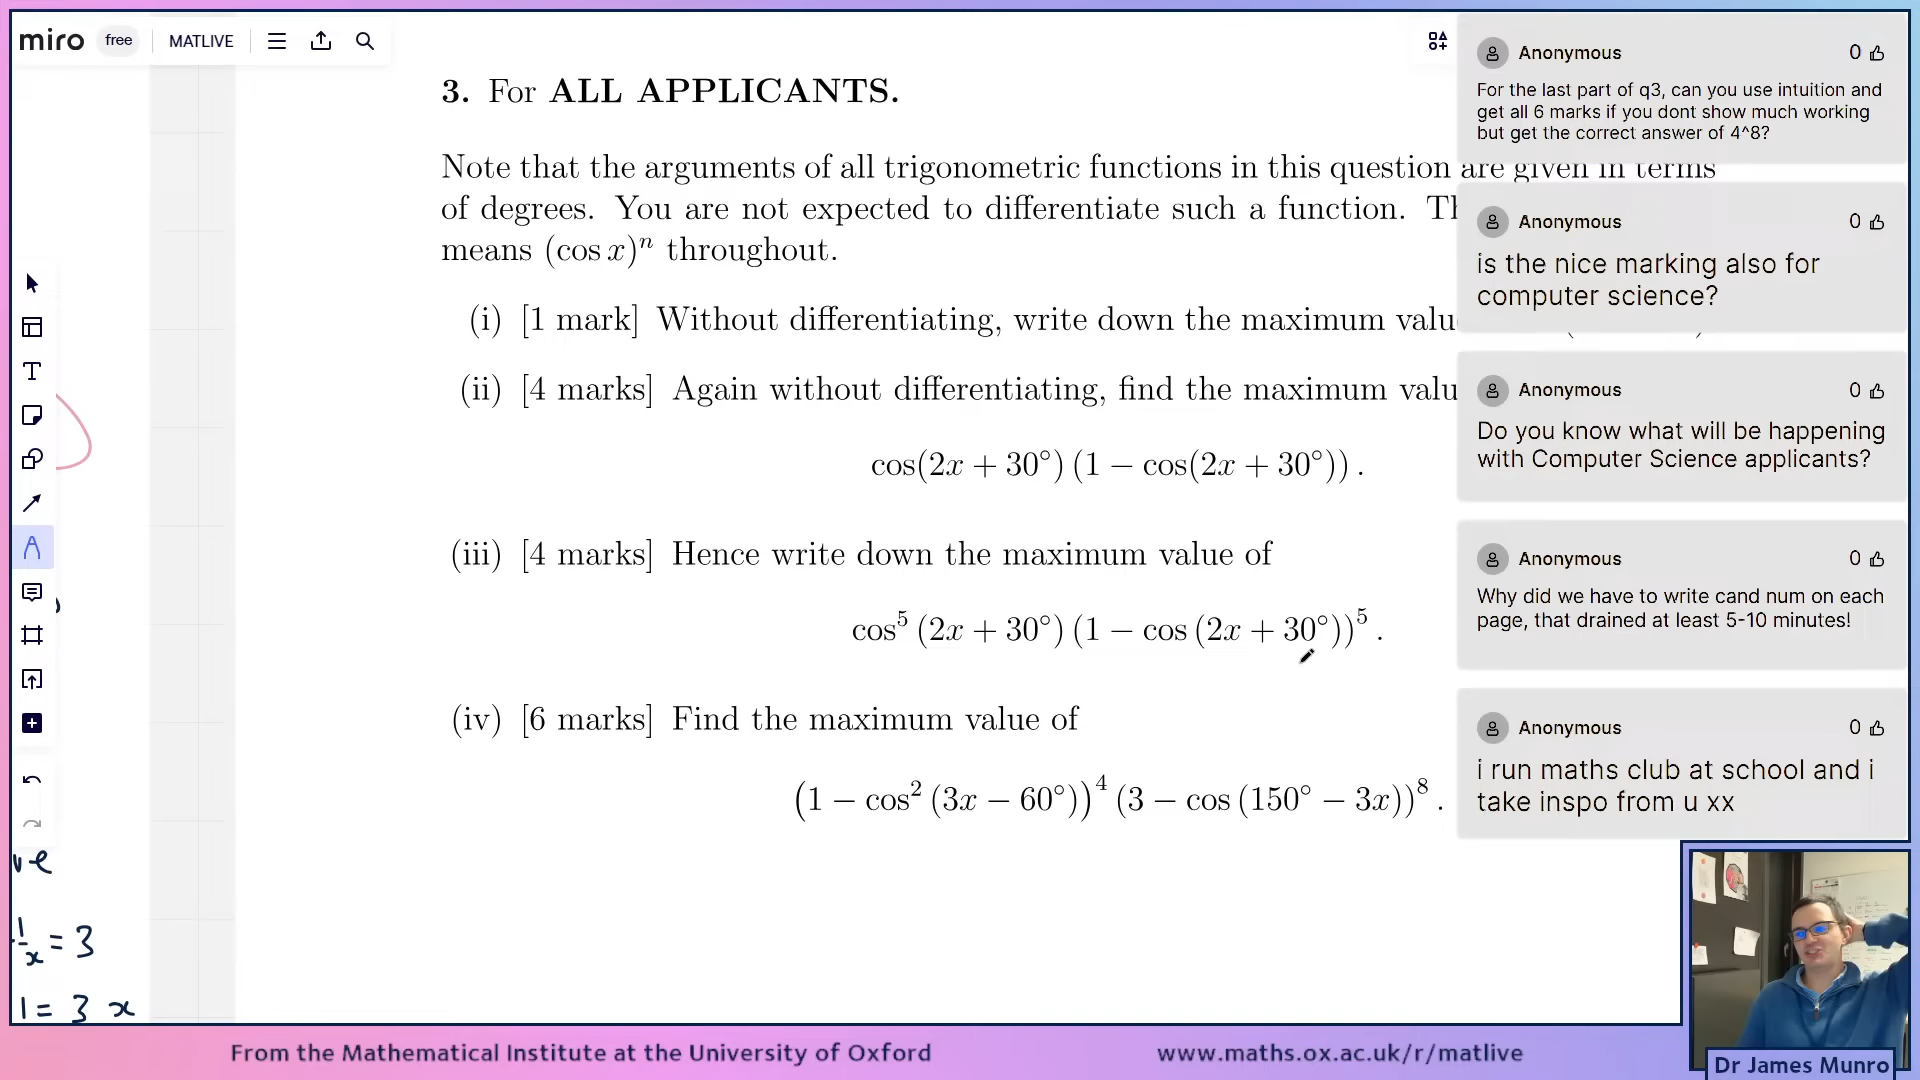 miro free MATLIVE
3. For ALL APPLICANTS.
Note that the arguments of all trigonometric functions in this question are given in terms
of degrees. You are not expected to differentiate such a function.
means (cos x)ⁿ throughout.
(i) [1 mark] Without differentiating, write down the maximum
(ii) [4 marks] Again without differentiating, find the maximum
cos(2x + 30°) (1 − cos(2x + 30°)) .
(iii) [4 marks] Hence write down the maximum value of
cos⁵ (2x + 30°) (1 − cos (2x + 30°))⁵ .
(iv) [6 marks] Find the maximum value of
(1 − cos² (3x − 60°))⁴ (3 − cos (150° − 3x))⁸ .
ve
1/x = 3
1 = 3 x
Anonymous 0
For the last part of q3, can you use intuition and
get all 6 marks if you dont show much working
but get the correct answer of 4^8?
Anonymous 0
is the nice marking also for
computer science?
Anonymous 0
Do you know what will be happening
with Computer Science applicants?
Anonymous 0
Why did we have to write cand num on each
page, that drained at least 5-10 minutes!
Anonymous 0
i run maths club at school and i
take inspo from u xx
From the Mathematical Institute at the University of Oxford
www.maths.ox.ac.uk/r/matlive
Dr James Munro